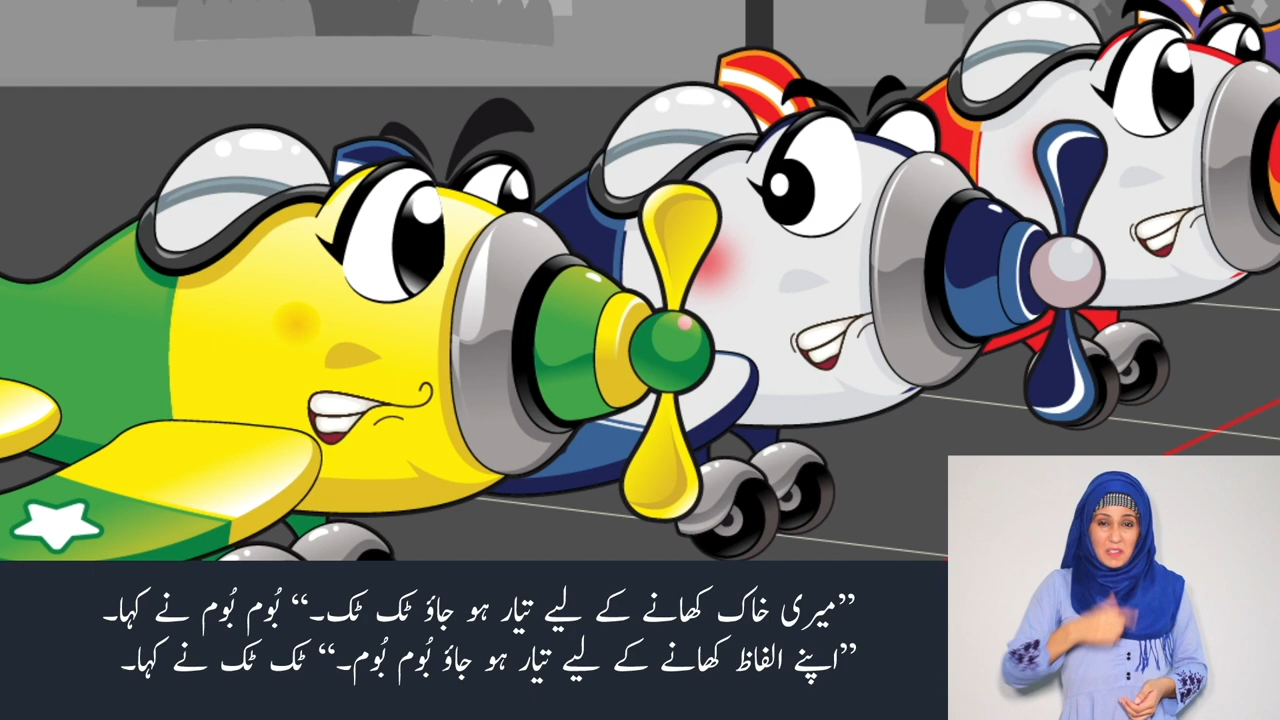 ”میری خاک کھانے کے لیے تیار ہو جاؤ ٹک ٹک۔“ بُوم بُوم نے کہا۔
”اپنے الفاظ کھانے کے لیے تیار ہو جاؤ بُوم بُوم۔“ ٹک ٹک نے کہا۔